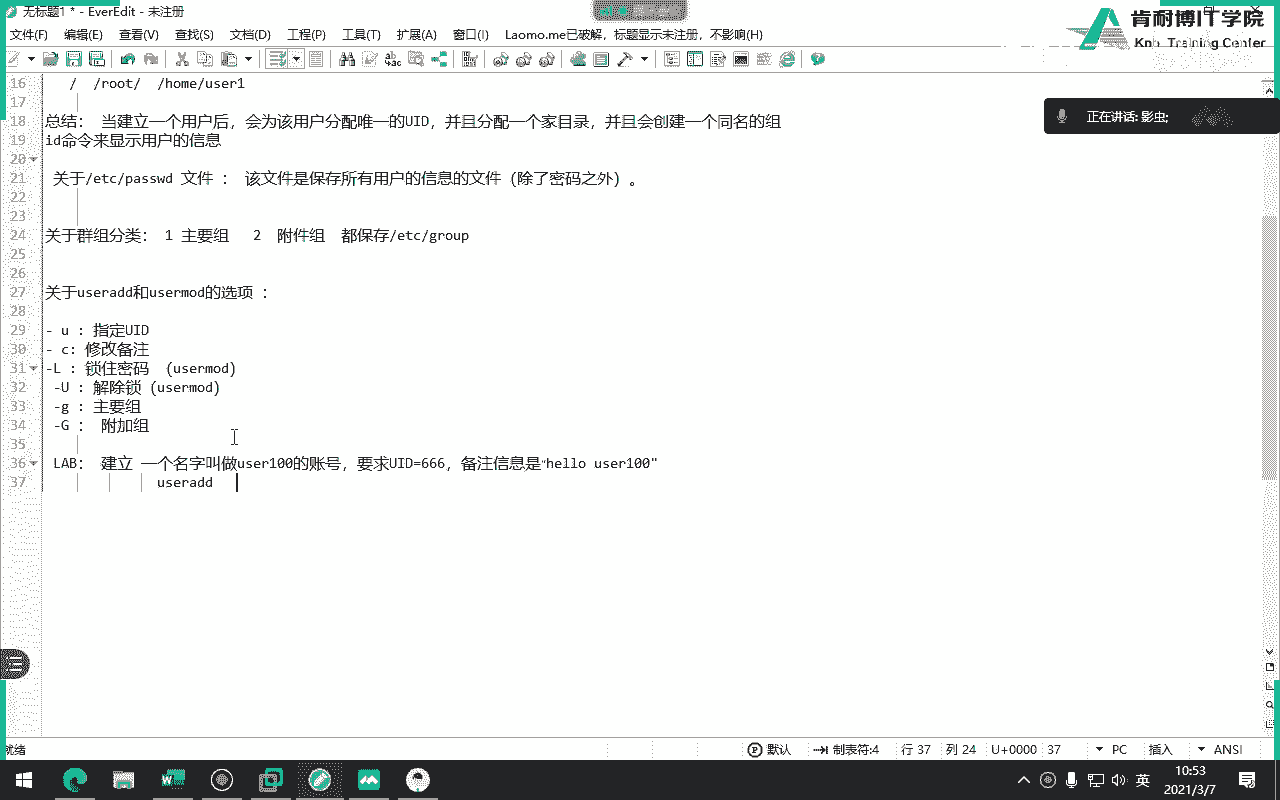 无标题1 * - EverEdit - 未注册
肯耐博IT学院
文件(F) 编辑(E) 查看(V) 查找(S) 文档(D) 工程(P) 工具(T) 扩展(A) 窗口(I) Laomo.me已破解，标题显示未注册，不影响(H)
Knb Training Center
正在讲话: 影虫;
16 / /root/ /home/user1
17
18 总结： 当建立一个用户后，会为该用户分配唯一的UID，并且分配一个家目录，并且会创建一个同名的组
19 id命令来显示用户的信息
20
21 关于/etc/passwd 文件 ： 该文件是保存所有用户的信息的文件（除了密码之外）。
22
23
24 关于群组分类： 1 主要组 2 附件组 都保存/etc/group
25
26
27 关于useradd和usermod的选项 ：
28
29 - u : 指定UID
30 - c: 修改备注
31 -L : 锁住密码 (usermod)
32 -U : 解除锁 (usermod)
33 -g : 主要组
34 -G : 附加组
35
36 LAB： 建立 一个名字叫做user100的账号，要求UID=666，备注信息是"hello user100"
37 useradd
就绪 默认 制表符:4 行 37 列 24 U+0000 37 PC 插入 ANSI
英 10:53
2021/3/7